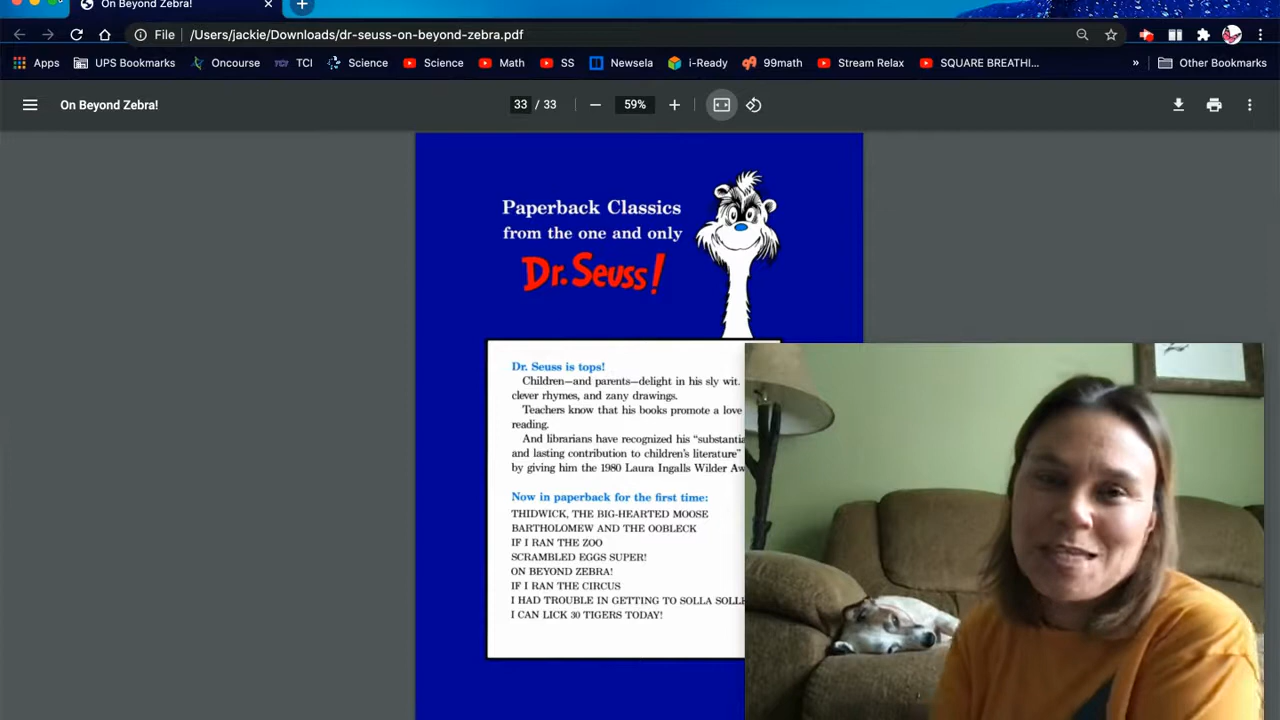 On Beyond Zebra!
File /Users/jackie/Downloads/dr-seuss-on-beyond-zebra.pdf
Apps UPS Bookmarks Oncourse TCI TCI Science Science Math SS Newsela i-Ready 99math Stream Relax SQUARE BREATHI... » Other Bookmarks
On Beyond Zebra! 33 / 33 59%
Paperback Classics
from the one and only
Dr. Seuss!
Dr. Seuss is tops!
Children—and parents—delight in his sly wit.
clever rhymes, and zany drawings.
Teachers know that his books promote a love
reading.
And librarians have recognized his “substantia
and lasting contribution to children's literature”
by giving him the 1980 Laura Ingalls Wilder Aw
Now in paperback for the first time:
THIDWICK, THE BIG-HEARTED MOOSE
BARTHOLOMEW AND THE OOBLECK
IF I RAN THE ZOO
SCRAMBLED EGGS SUPER!
ON BEYOND ZEBRA!
IF I RAN THE CIRCUS
I HAD TROUBLE IN GETTING TO SOLLA SOLLE
I CAN LICK 30 TIGERS TODAY!